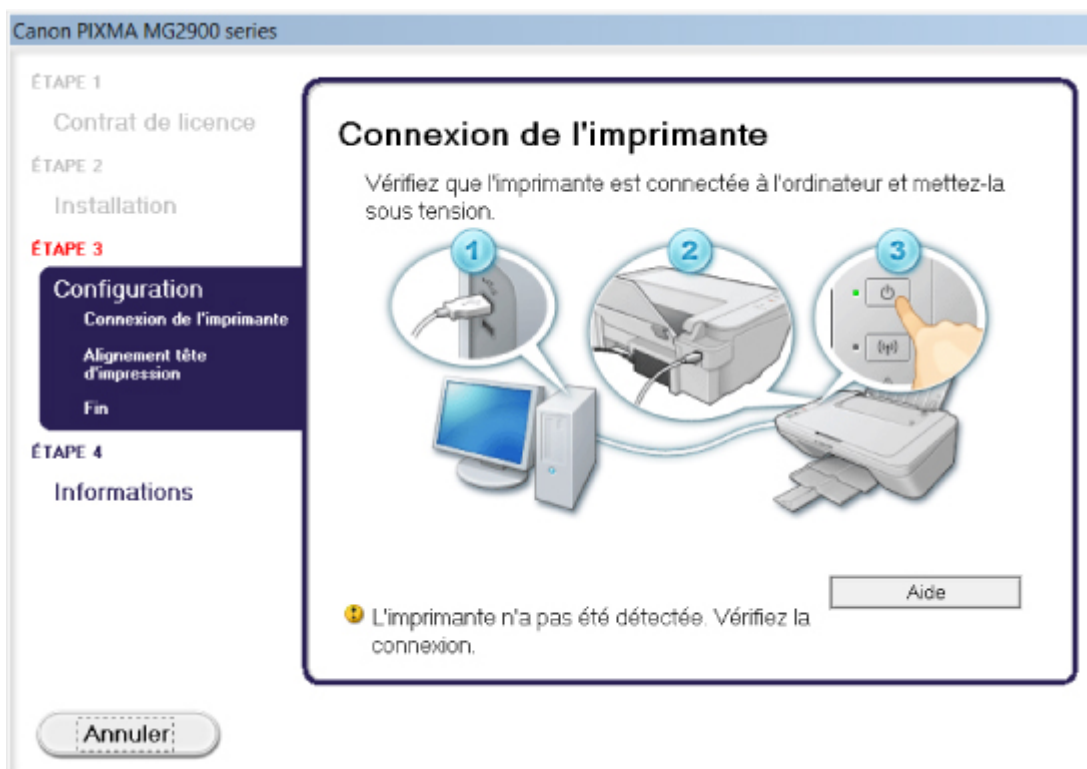 Canon PIXMA MG2900 series
ÉTAPE 1
Contrat de licence
ÉTAPE 2
Installation
ÉTAPE 3
Configuration
Connexion de l'imprimante
Alignement tête
d'impression
Fin
ÉTAPE 4
Informations
Connexion de l'imprimante
Vérifiez que l'imprimante est connectée à l'ordinateur et mettez-la
sous tension.
1
2
3
L'imprimante n'a pas été détectée. Vérifiez la
connexion.
Aide
Annuler